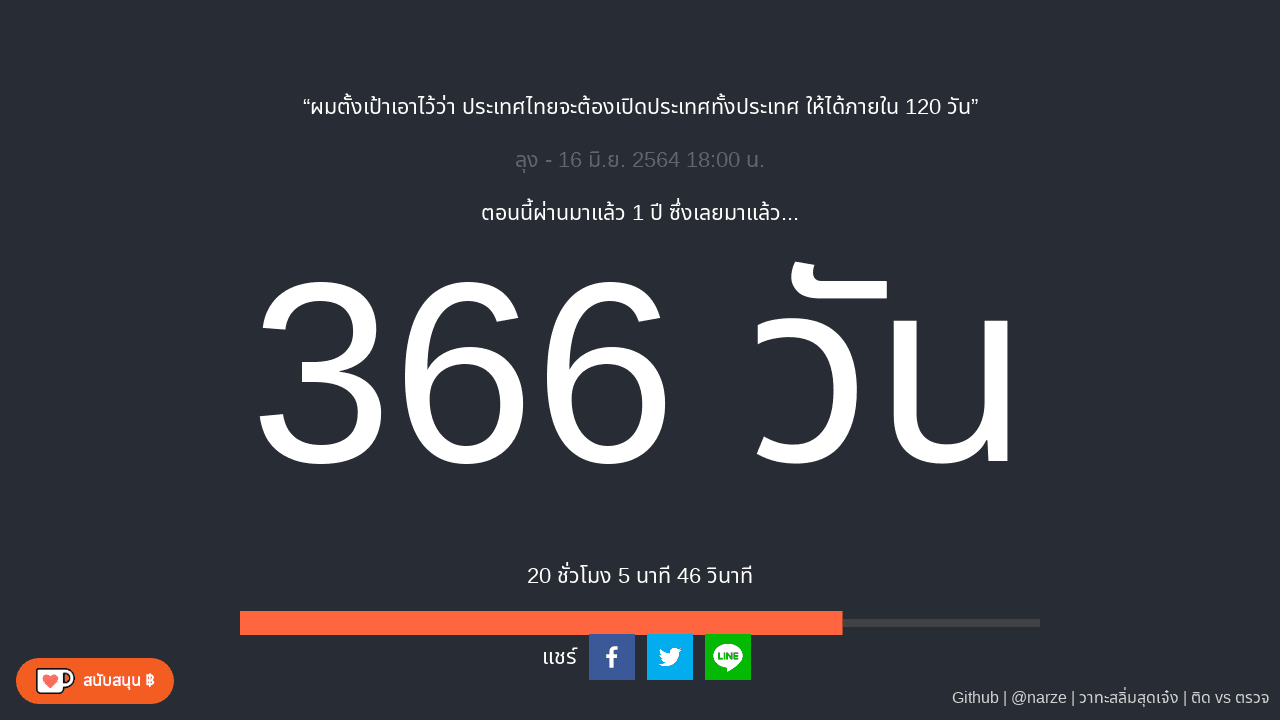 “ผมตั้งเป้าเอาไว้ว่า ประเทศไทยจะต้องเปิดประเทศทั้งประเทศ ให้ได้ภายใน 120 วัน”
ลุง - 16 มิ.ย. 2564 18:00 น.
ตอนนี้ผ่านมาแล้ว 1 ปี ซึ่งเลยมาแล้ว...
366 วัน
20 ชั่วโมง 5 นาที 46 วินาที
แชร์
LINE
สนับสนุน ฿
Github | @narze | วาทะสลิ่มสุดเจ๋ง | ติด vs ตรวจ